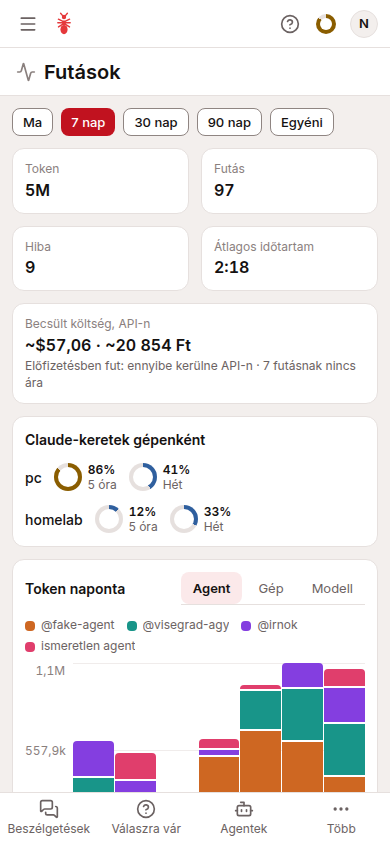 N
Futások
Ma
7 nap
30 nap
90 nap
Egyéni
Token
5M
Futás
97
Hiba
9
Átlagos időtartam
2:18
Becsült költség, API-n
~$57,06 · ~20 854 Ft
Előfizetésben fut: ennyibe kerülne API-n · 7 futásnak nincs
ára
Claude-keretek gépenként
pc
86%
5 óra
41%
Hét
homelab
12%
5 óra
33%
Hét
Token naponta
Agent
Gép
Modell
@fake-agent
@visegrad-agy
@irnok
ismeretlen agent
1,1M
557,9k
Beszélgetések
Válaszra vár
Agentek
Több